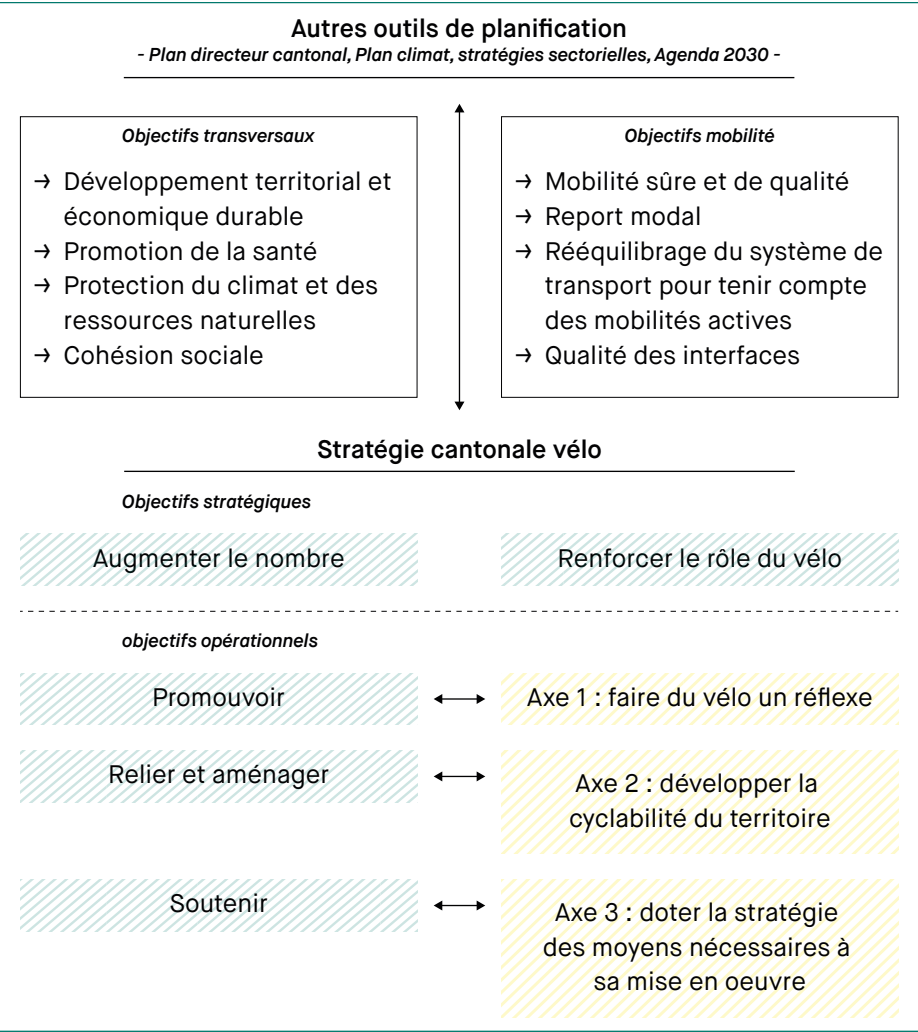 Autres outils de planification
- Plan directeur cantonal, Plan climat, stratégies sectorielles, Agenda 2030 -
Objectifs transversaux
→ Développement territorial et
économique durable
→ Promotion de la santé
→ Protection du climat et des
ressources naturelles
→ Cohésion sociale
Objectifs mobilité
→ Mobilité sûre et de qualité
→ Report modal
→ Rééquilibrage du système de
transport pour tenir compte
des mobilités actives
→ Qualité des interfaces
Stratégie cantonale vélo
Objectifs stratégiques
Augmenter le nombre
Renforcer le rôle du vélo
objectifs opérationnels
Promouvoir
Axe 1 : faire du vélo un réflexe
Relier et aménager
Axe 2 : développer la
cyclabilité du territoire
Soutenir
Axe 3 : doter la stratégie
des moyens nécessaires à
sa mise en oeuvre